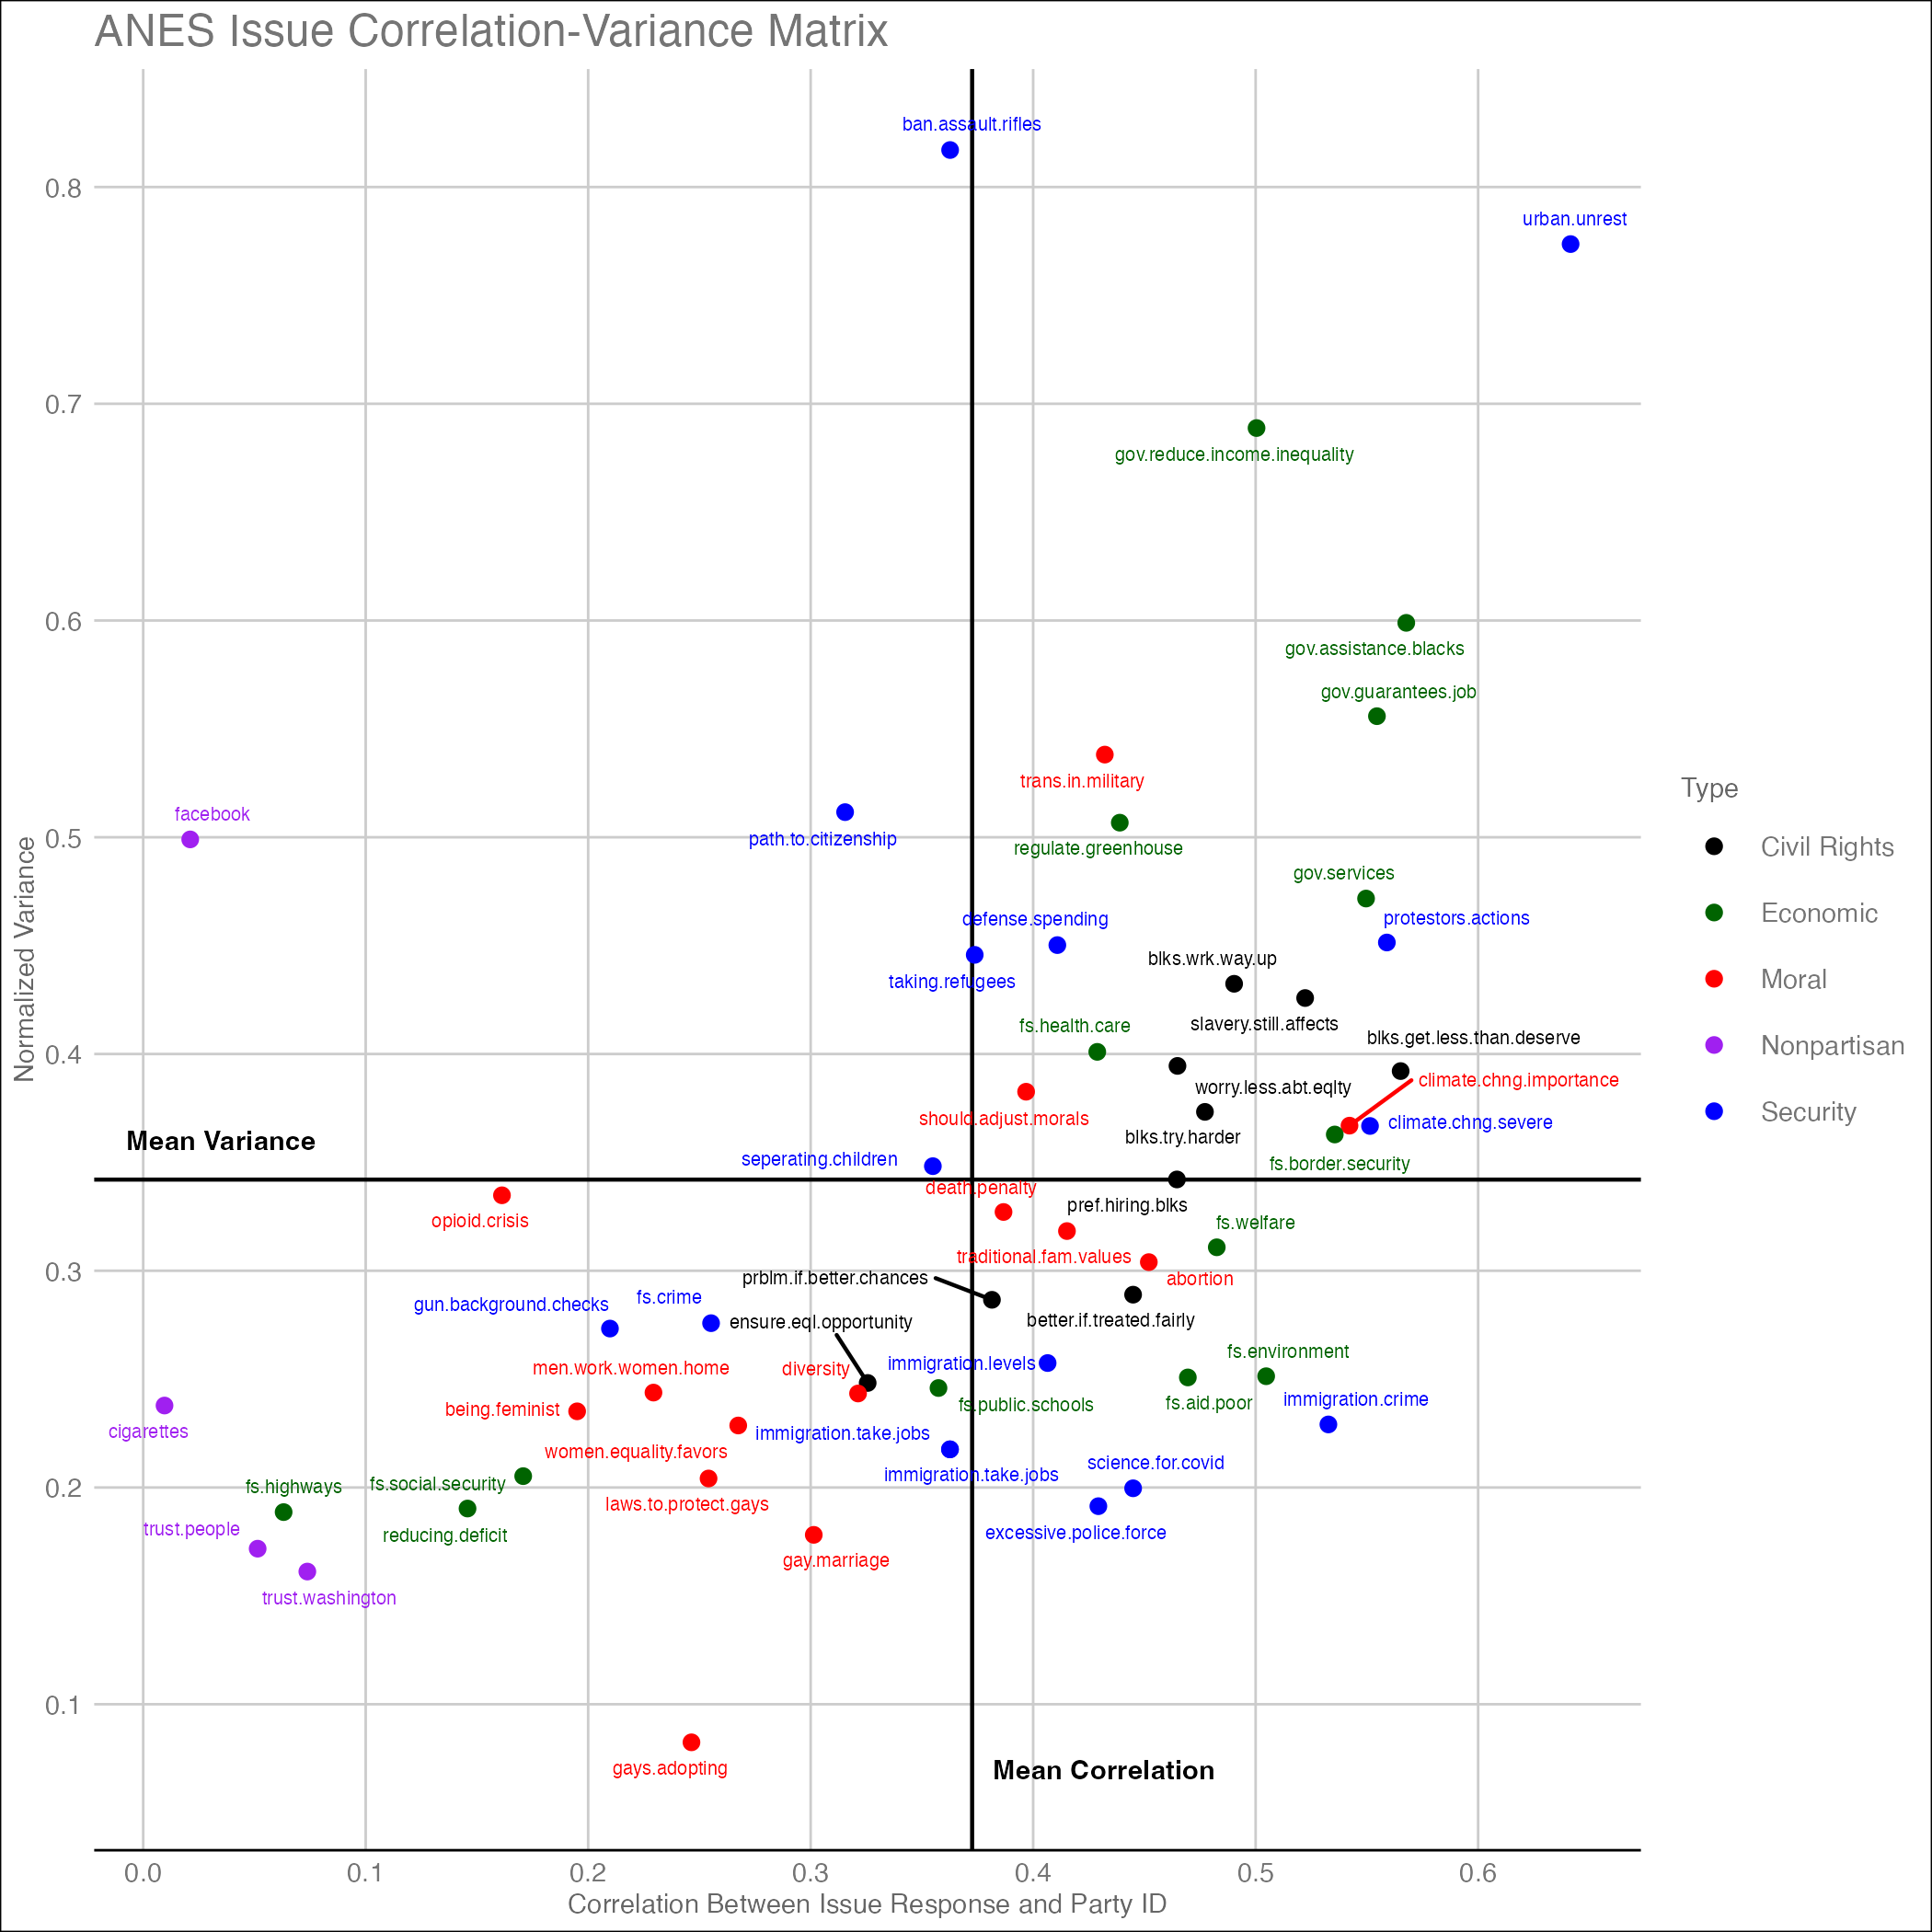 ANES Issue Correlation-Variance Matrix
ban.assault.rifles
0.8
urban.unrest
0.7
gov.reduce.income.inequality
0.6
gov.assistance.blacks
gov.guarantees.job
trans.in.military
facebook
0.5
path.to.citizenship
regulate.greenhouse
gov.services
defense.spending
protestors.actions
blks.wrk.way.up
taking.refugees
slavery.still.affects
fs.health.care
blks.get.less.than.deserve
0.4
climate.chng.importance
worry.less.abt.eqlty
should.adjust.morals
climate.chng.severe
blks.try.harder
Mean Variance
seperating.children
fs.border.security
death.penalty
pref.hiring.blks
opioid.crisis
fs.welfare
traditional.fam.values
0.3
prblm.if.better.chances
abortion
fs.crime
gun.background.checks
ensure.eql.opportunity
better.if.treated.fairly
fs.environment
immigration.levels
men.work.women.home
diversity
immigration.crime
fs.public.schools
fs.aid.poor
being.feminist
cigarettes
immigration.take.jobs
women.equality.favors
science.for.covid
immigration.take.jobs
fs.social.security
fs.highways
0.2
laws.to.protect.gays
trust.people
reducing.deficit
excessive.police.force
gay.marriage
trust.washington
0.1
gays.adopting
Mean Correlation
0.0
0.1
0.2
0.3
0.4
0.5
0.6
Correlation Between Issue Response and Party ID
Normalized Variance
Type
Civil Rights
Economic
Moral
Nonpartisan
Security